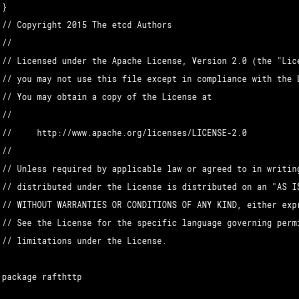 }
// Copyright 2015 The etcd Authors
//
// Licensed under the Apache License, Version 2.0 (the
// you may not use this file except in compliance with the
// You may obtain a copy of the License at
//
//     http://www.apache.org/licenses/LICENSE-2.0
//
// Unless required by applicable law or agreed to in writing
// distributed under the License is distributed on an "AS
// WITHOUT WARRANTIES OR CONDITIONS OF ANY KIND, either
// See the License for the specific language governing
// limitations under the License.

package rafthttp